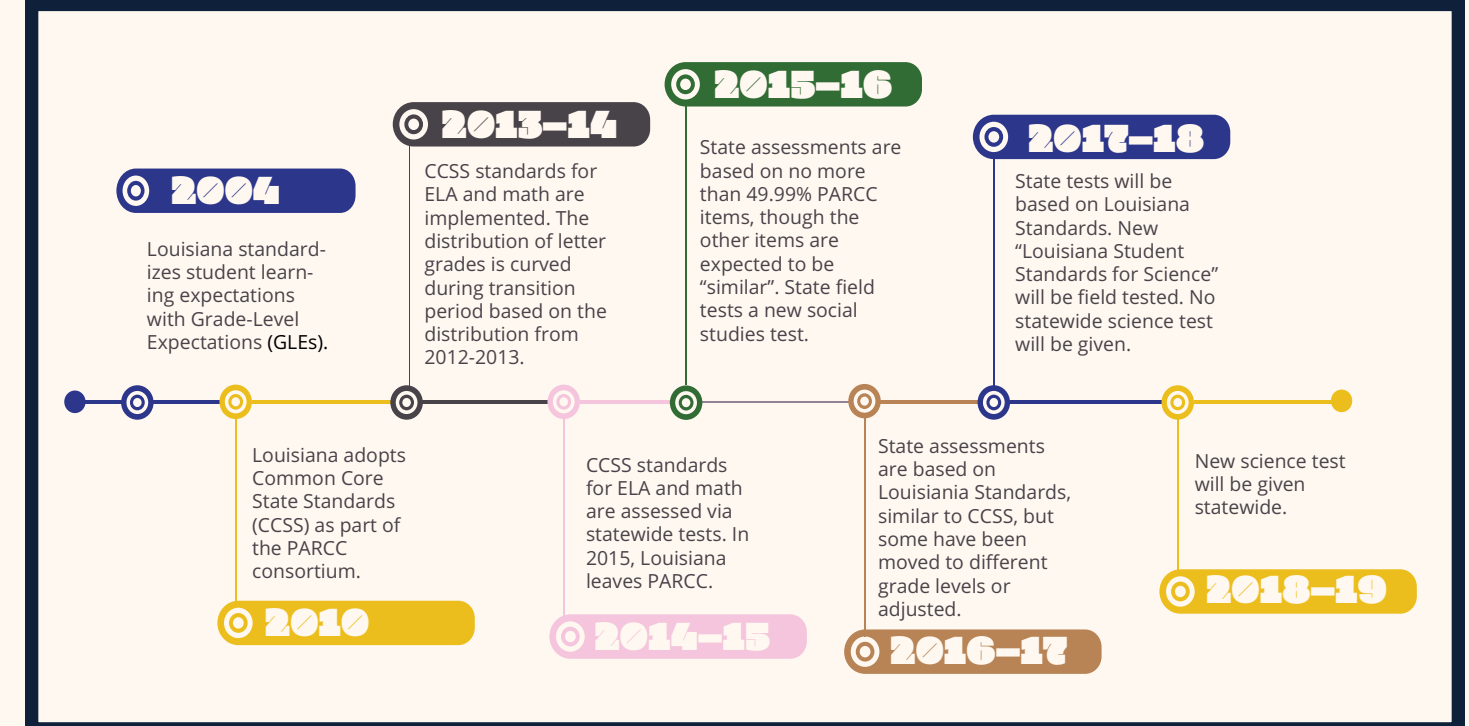 2004
Louisiana standard-
izes student learn-
ing expectations
with Grade-Level
Expectations (GLEs).
Louisiana adopts
Common Core
State Standards
(CCSS) as part of
the PARCC
consortium.
2010
2013–14
CCSS standards for
ELA and math are
implemented. The
distribution of letter
grades is curved
during transition
period based on the
distribution from
2012-2013.
CCSS standards
for ELA and math
are assessed via
statewide tests. In
2015, Louisiana
leaves PARCC.
2014–15
2015–16
State assessments are
based on no more
than 49.99% PARCC
items, though the
other items are
expected to be
“similar”. State field
tests a new social
studies test.
State assessments
are based on
Louisiania Standards,
similar to CCSS, but
some have been
moved to different
grade levels or
adjusted.
2016–17
2017–18
State tests will be
based on Louisiana
Standards. New
“Louisiana Student
Standards for Science”
will be field tested. No
statewide science test
will be given.
New science test
will be given
statewide.
2018–19